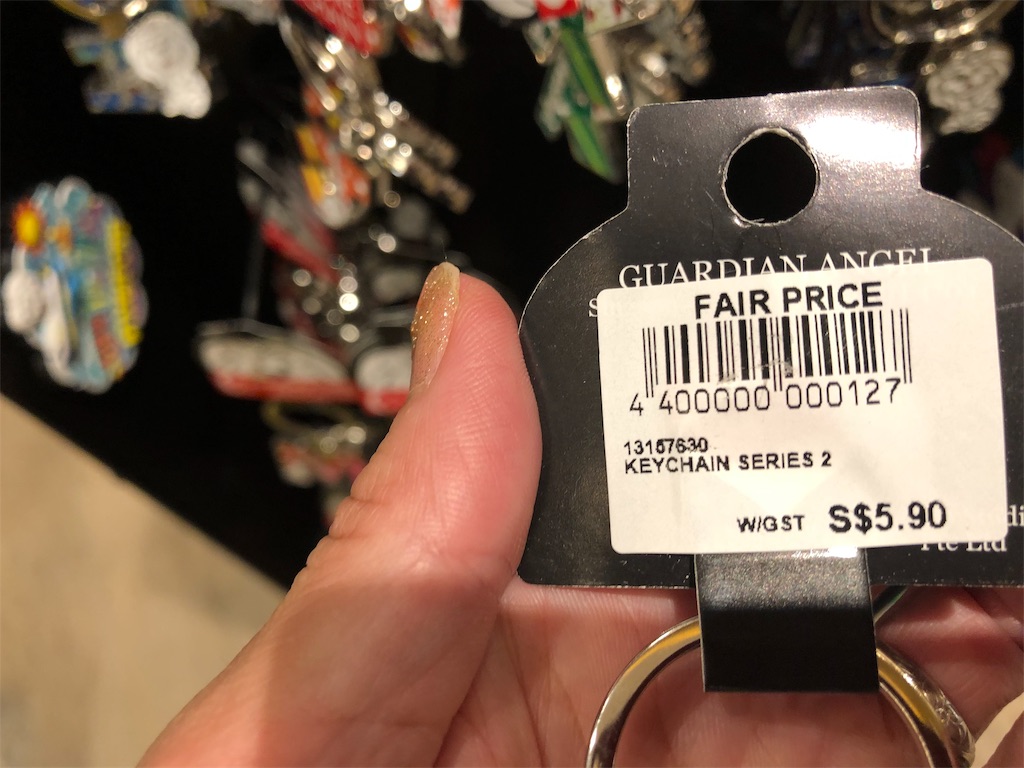 GUARDIAN ANGEL
FAIR PRICE
4 400000 000127
13157630
KEYCHAIN SERIES 2
W/GST S$5.90
Pte Ltd